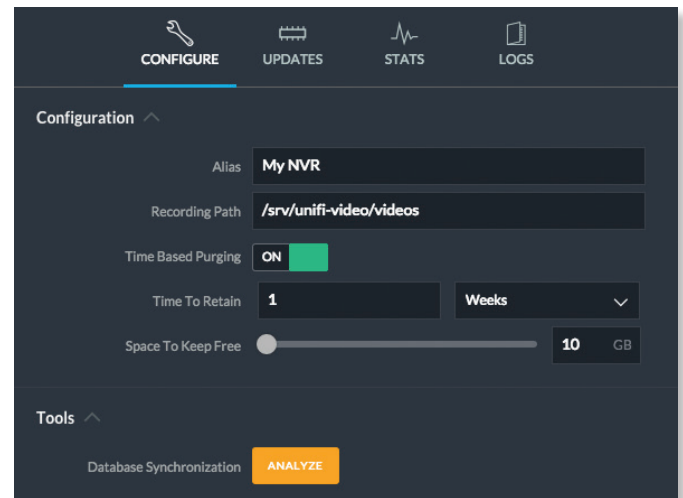 CONFIGURE UPDATES STATS LOGS
Configuration
Alias My NVR
Recording Path /srv/unifi-video/videos
Time Based Purging ON
Time To Retain 1 Weeks
Space To Keep Free 10 GB
Tools
Database Synchronization ANALYZE